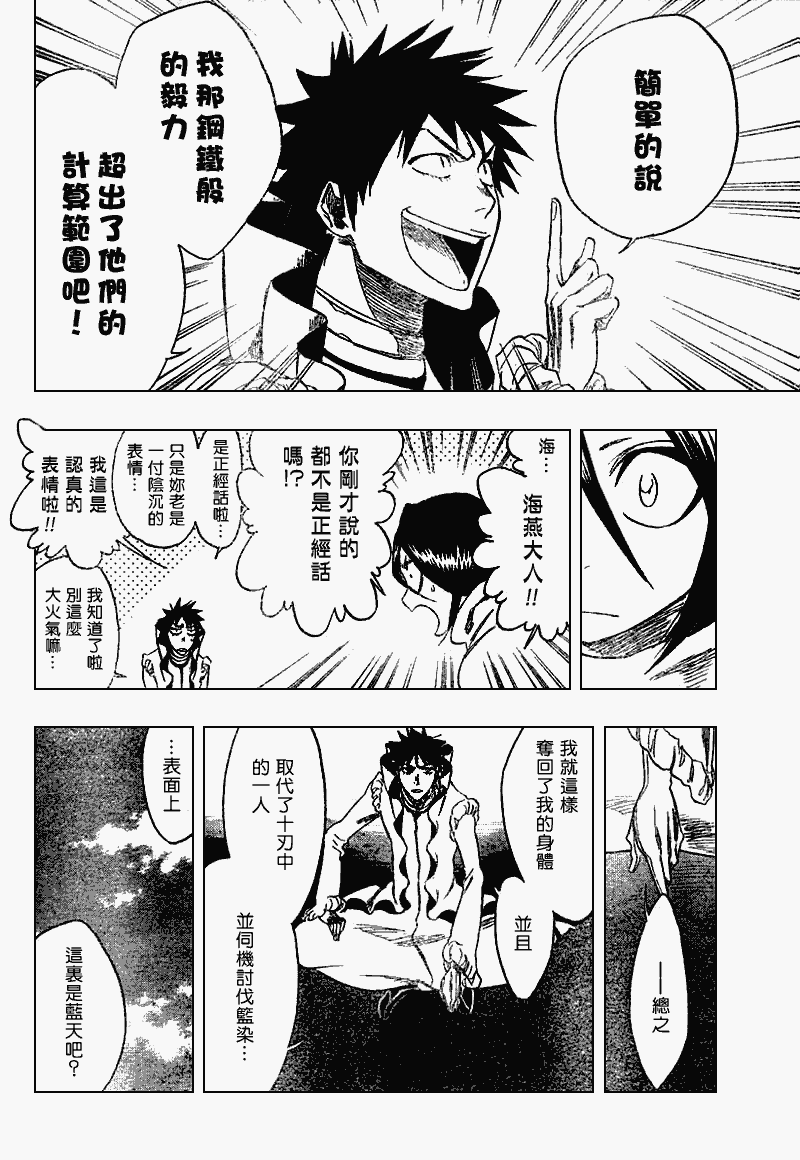 簡單的說
我那鋼鐵般
的毅力
超出了他們的
計算範圍吧！
海…
海燕大人!!
你剛才說的
都不是正經話
嗎!?
是正經話啦…
只是妳老是
一付陰沉的
表情…
我這是
認真的
表情啦!!
我知道了啦
別這麼
大火氣嘛…
──總之
我就這樣
奪回了我的身體
並且
取代了十刃中
的一人
並伺機討伐籃染…
…表面上
這裏是藍天吧？